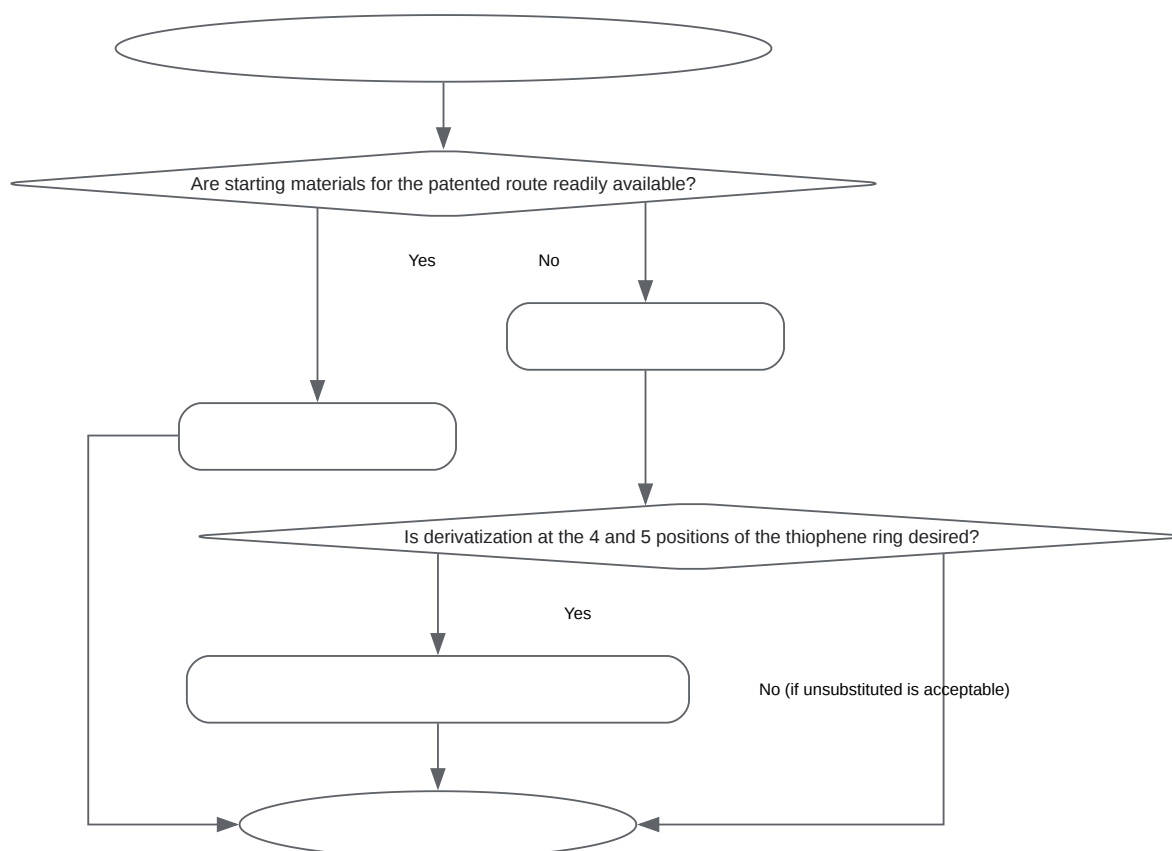 Are starting materials for the patented route readily available?
Yes
No
Is derivatization at the 4 and 5 positions of the thiophene ring desired?
Yes
No (if unsubstituted is acceptable)